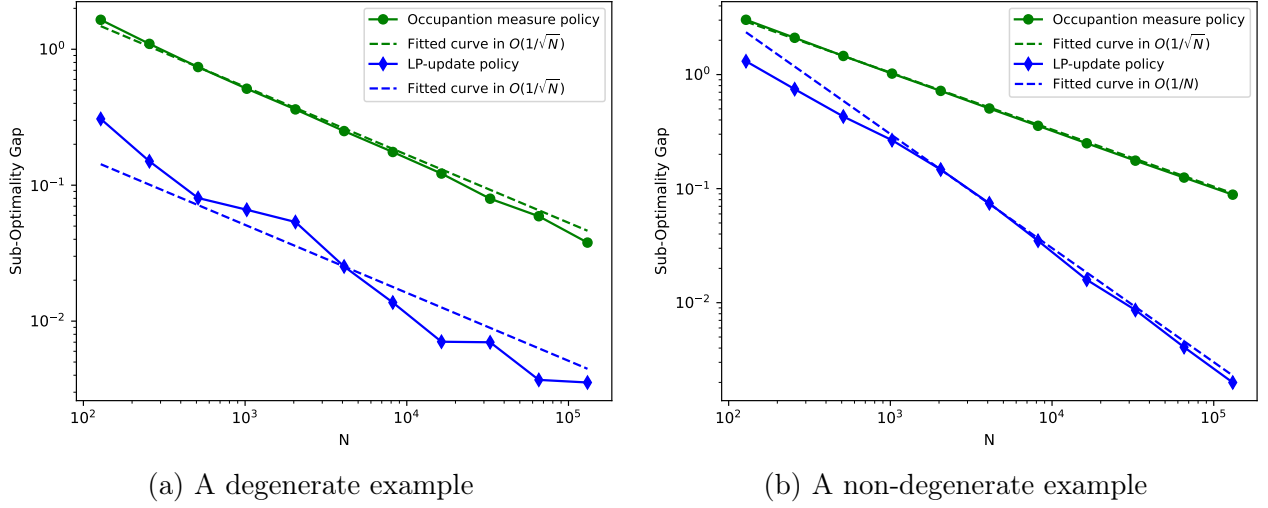 Occupantion measure policy
Fitted curve in $O(1/\sqrt{N})$
LP-update policy
Fitted curve in $O(1/\sqrt{N})$
10^0
10^{-1}
10^{-2}
Sub-Optimality Gap
10^2
10^3
10^4
10^5
N
(a) A degenerate example
Occupantion measure policy
Fitted curve in $O(1/\sqrt{N})$
LP-update policy
Fitted curve in $O(1/N)$
10^0
10^{-1}
10^{-2}
Sub-Optimality Gap
10^2
10^3
10^4
10^5
N
(b) A non-degenerate example